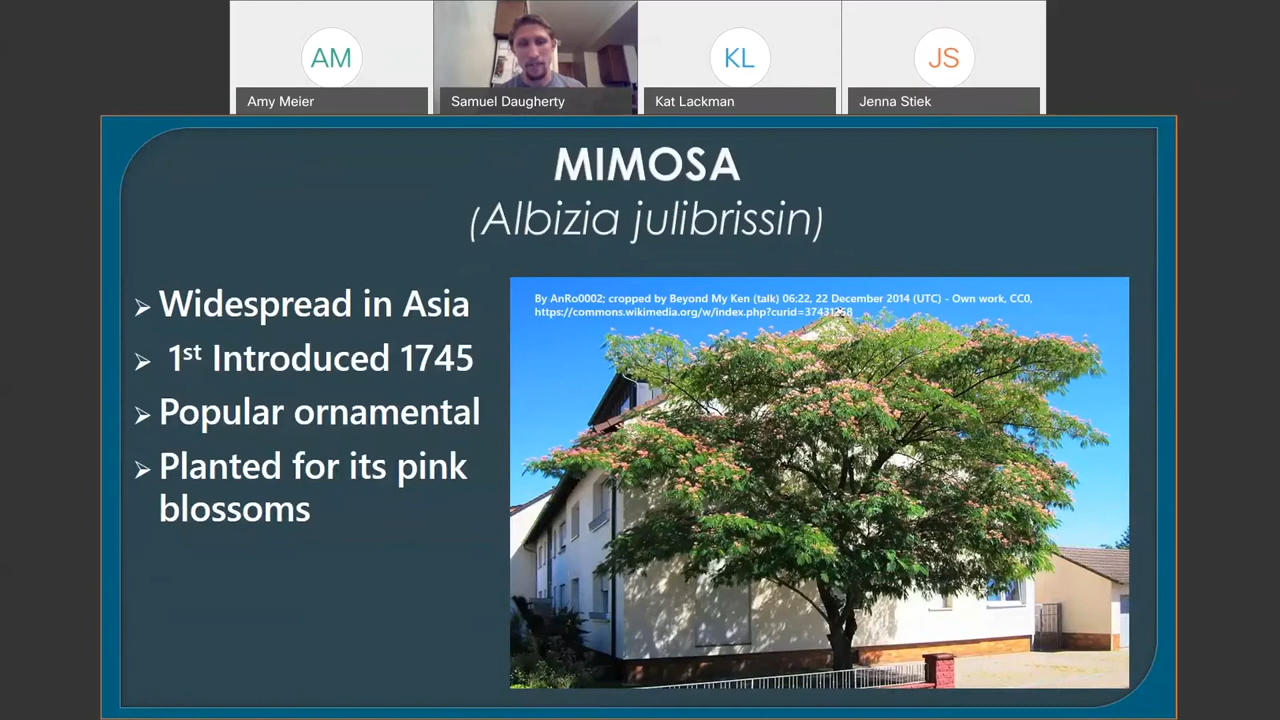 AM
Amy Meier
Samuel Daugherty
KL
Kat Lackman
JS
Jenna Stiek
MIMOSA
(Albizia julibrissin)
➢ Widespread in Asia
➢ 1st Introduced 1745
➢ Popular ornamental
➢ Planted for its pink
blossoms
By AnRo0002; cropped by Beyond My Ken (talk) 06:22, 22 December 2014 (UTC) - Own work, CC0,
https://commons.wikimedia.org/w/index.php?curid=37431258